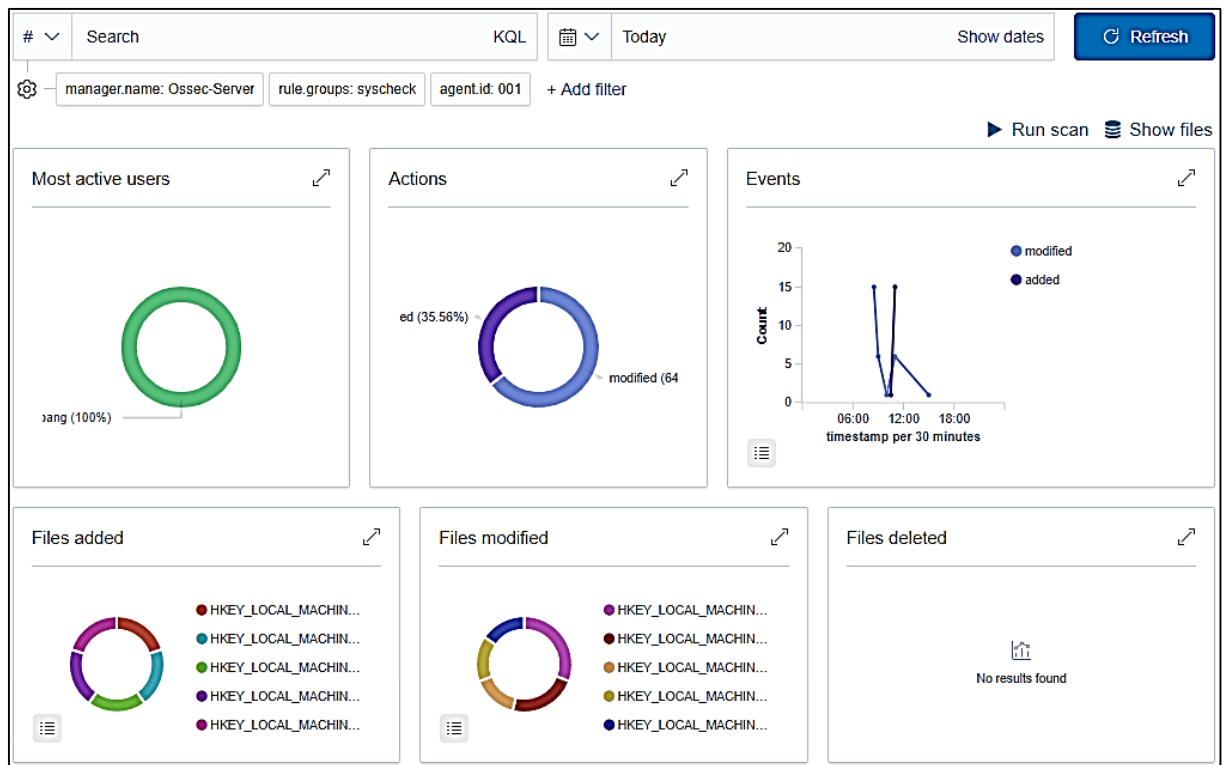 # Search KQL Today Show dates Refresh
manager.name: Ossec-Server rule.groups: syscheck agent.id: 001 + Add filter
Run scan Show files
Most active users
ɔang (100%)
Actions
ed (35.56%)
modified (64
Events
20
15
10
5
0
Count
06:00 12:00 18:00
timestamp per 30 minutes
modified
added
Files added
HKEY_LOCAL_MACHIN...
HKEY_LOCAL_MACHIN...
HKEY_LOCAL_MACHIN...
HKEY_LOCAL_MACHIN...
HKEY_LOCAL_MACHIN...
Files modified
HKEY_LOCAL_MACHIN...
HKEY_LOCAL_MACHIN...
HKEY_LOCAL_MACHIN...
HKEY_LOCAL_MACHIN...
HKEY_LOCAL_MACHIN...
Files deleted
No results found